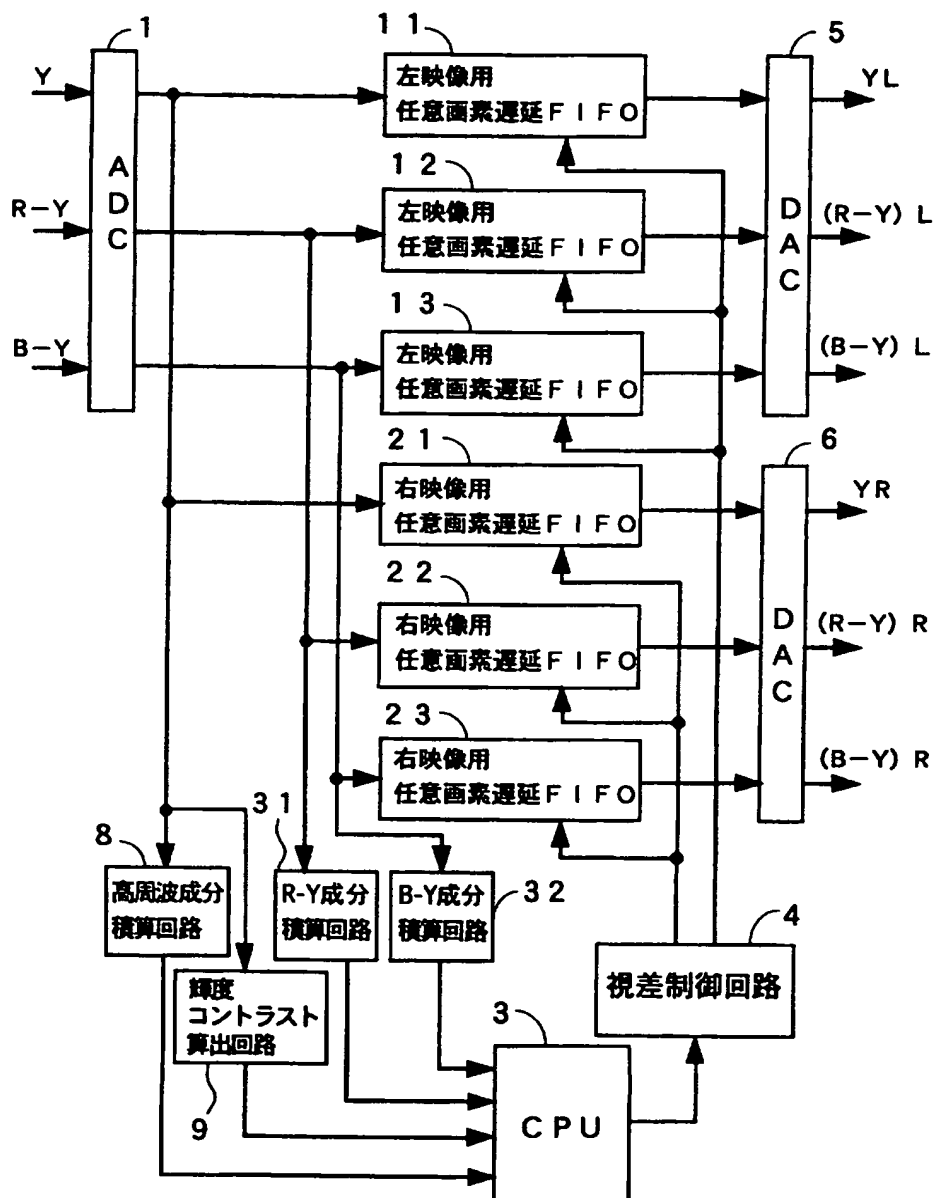 1
Y
R-Y
B-Y
ADC
11
左映像用
任意画素遅延FIFO
12
左映像用
任意画素遅延FIFO
13
左映像用
任意画素遅延FIFO
21
右映像用
任意画素遅延FIFO
22
右映像用
任意画素遅延FIFO
23
右映像用
任意画素遅延FIFO
5
DAC
YL
(R-Y) L
(B-Y) L
6
DAC
YR
(R-Y) R
(B-Y) R
8
高周波成分
積算回路
輝度
コントラスト
算出回路
9
31
R-Y成分
積算回路
B-Y成分
積算回路
32
3
CPU
4
視差制御回路